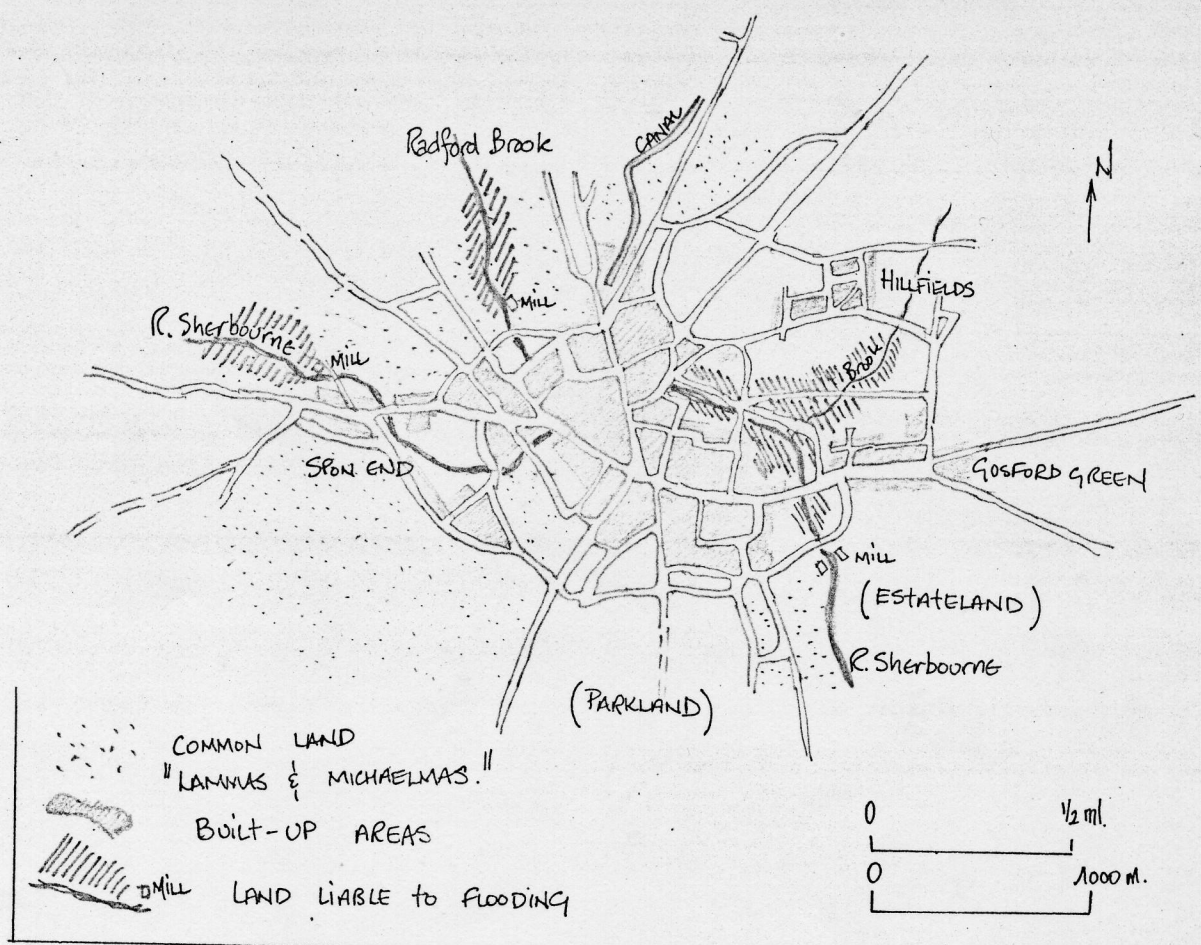 CANAL
Radford Brook
N
HILLFIELDS
MILL
R. Sherbourne
MILL
Brook
SPON END
GOSFORD GREEN
MILL
(ESTATELAND)
R. Sherbourne
(PARKLAND)
COMMON LAND
"LAMMAS & MICHAELMAS."
BUILT-UP AREAS
MILL
LAND LIABLE TO FLOODING
0 1/2 ml.
0 1000 m.